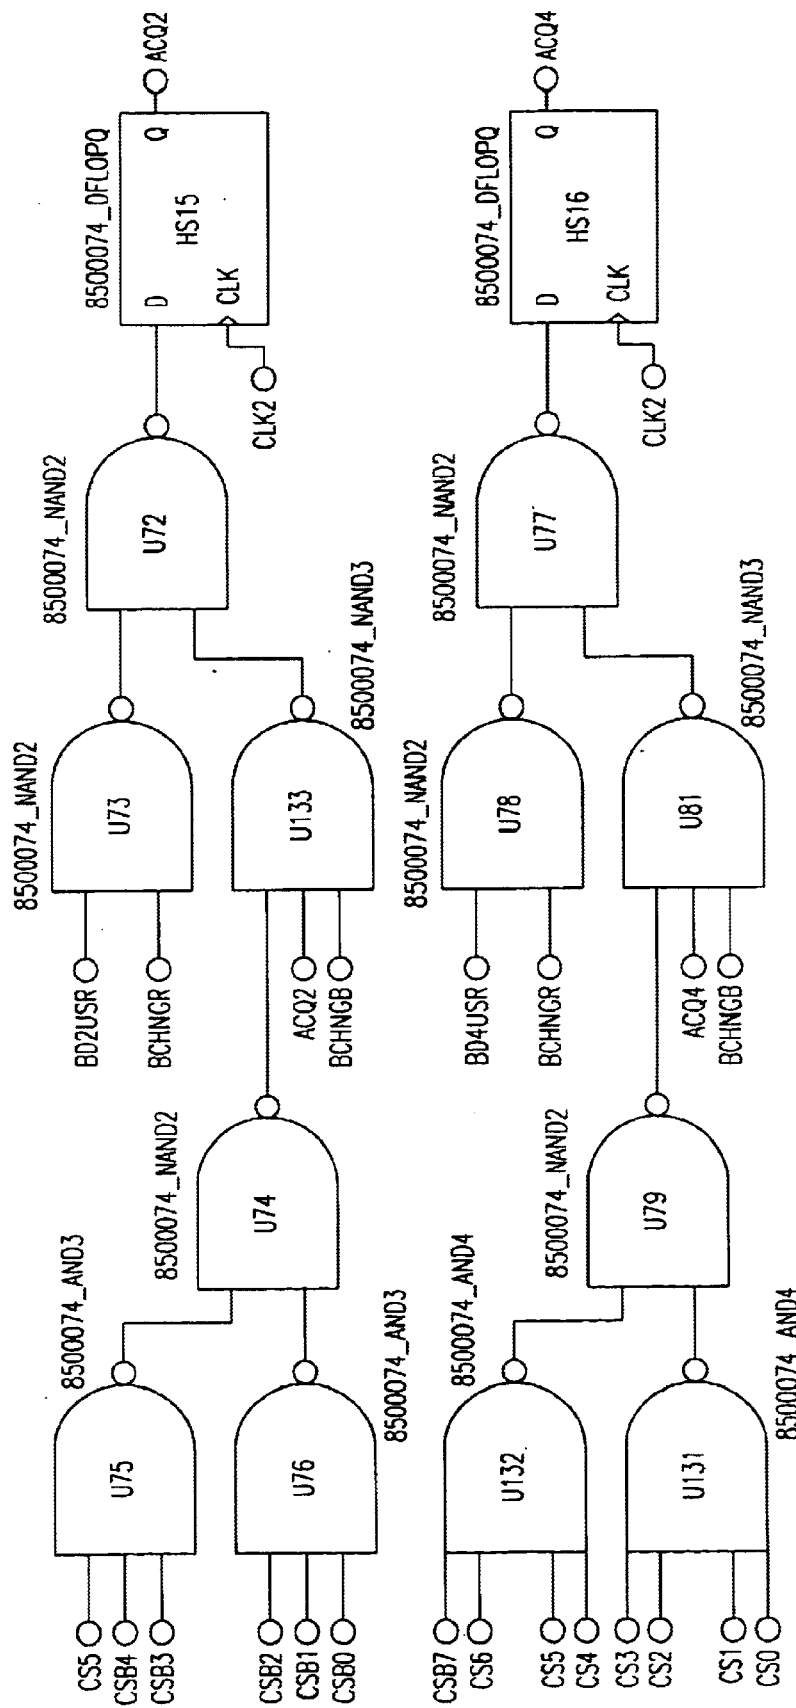 8500074_AND3
CS5
CSB4
CSB3
U75
CSB2
CSB1
CSB0
U76
8500074_AND3
8500074_NAND2
U74
8500074_NAND2
BD2USR
BCHNGR
U73
ACQ2
BCHNGB
U133
8500074_NAND3
8500074_NAND2
U72
8500074_DFLOPQ
D
Q
HS15
CLK
CLK2
ACQ2
8500074_AND4
CSB7
CS6
CS5
CS4
U132
CS3
CS2
CS1
CS0
U131
8500074_AND4
8500074_NAND2
U79
8500074_NAND2
BD4USR
BCHNGR
U78
ACQ4
BCHNGB
U81
8500074_NAND3
8500074_NAND2
U77
8500074_DFLOPQ
D
Q
HS16
CLK
CLK2
ACQ4